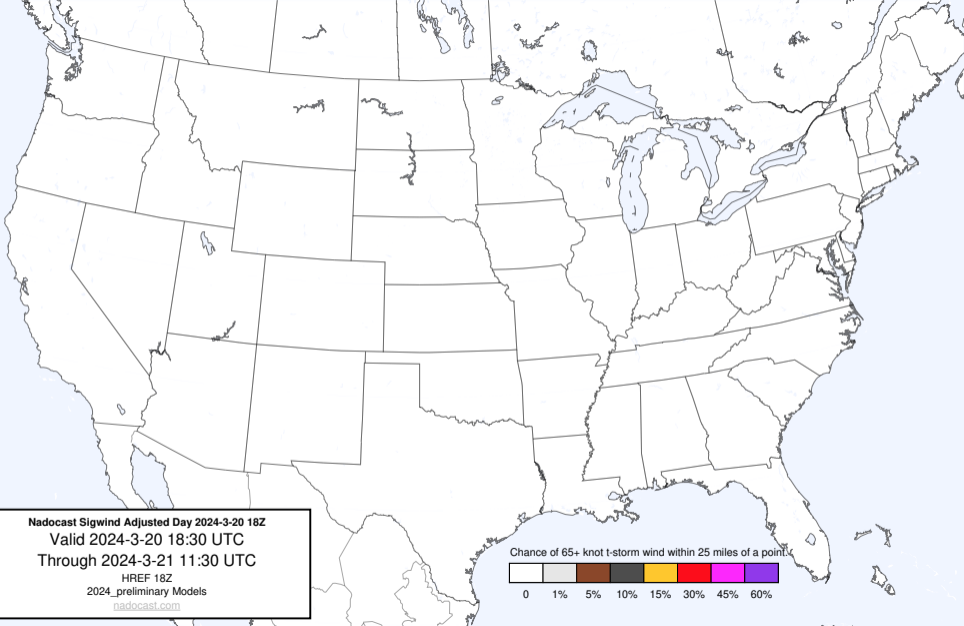 Nadocast Sigwind Adjusted Day 2024-3-20 18Z
Valid 2024-3-20 18:30 UTC
Through 2024-3-21 11:30 UTC
HREF 18Z
2024_preliminary Models
nadocast.com
Chance of 65+ knot t-storm wind within 25 miles of a point.
0 1% 5% 10% 15% 30% 45% 60%